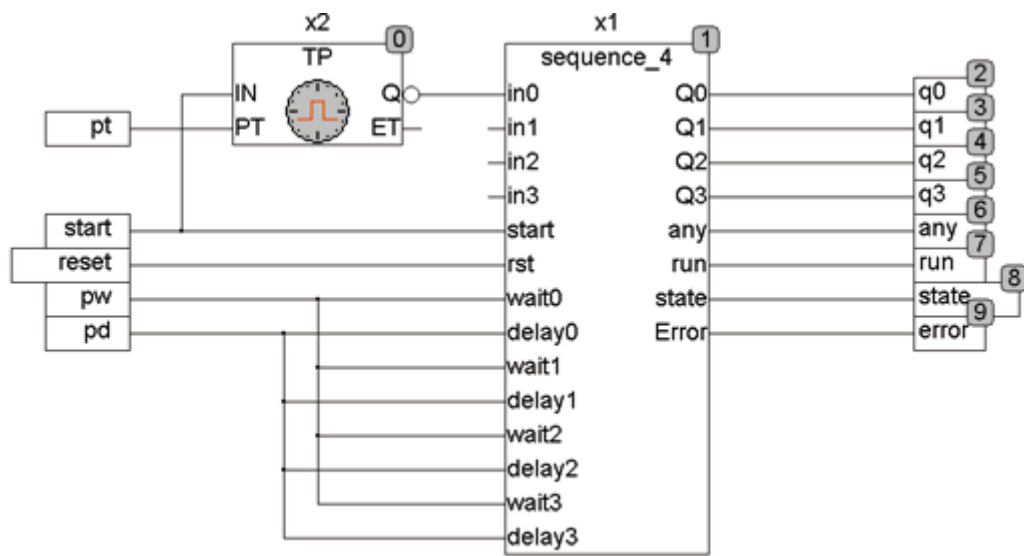 x2
x1
0
1
TP
sequence_4
IN
Q
in0
Q0
q0
2
pt
PT
ET
in1
Q1
q1
3
in2
Q2
q2
4
in3
Q3
q3
5
start
start
any
any
6
reset
rst
run
run
7
pw
wait0
state
state
8
pd
delay0
Error
error
9
wait1
delay1
wait2
delay2
wait3
delay3